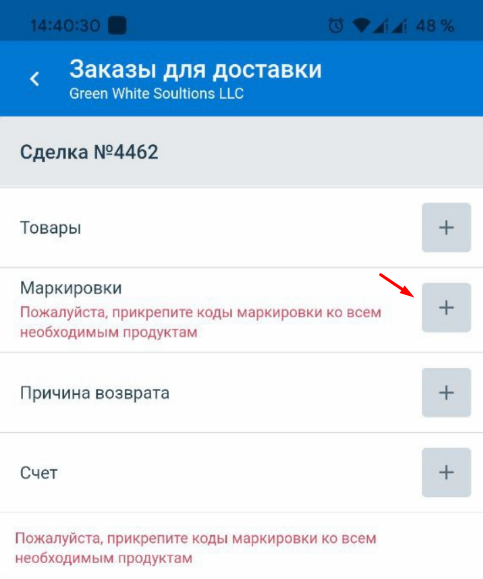 14:40:30 48 %
Заказы для доставки
Green White Soultions LLC
Сделка №4462
Товары
+
Маркировки
Пожалуйста, прикрепите коды маркировки ко всем
необходимым продуктам
+
Причина возврата
+
Счет
+
Пожалуйста, прикрепите коды маркировки ко всем
необходимым продуктам